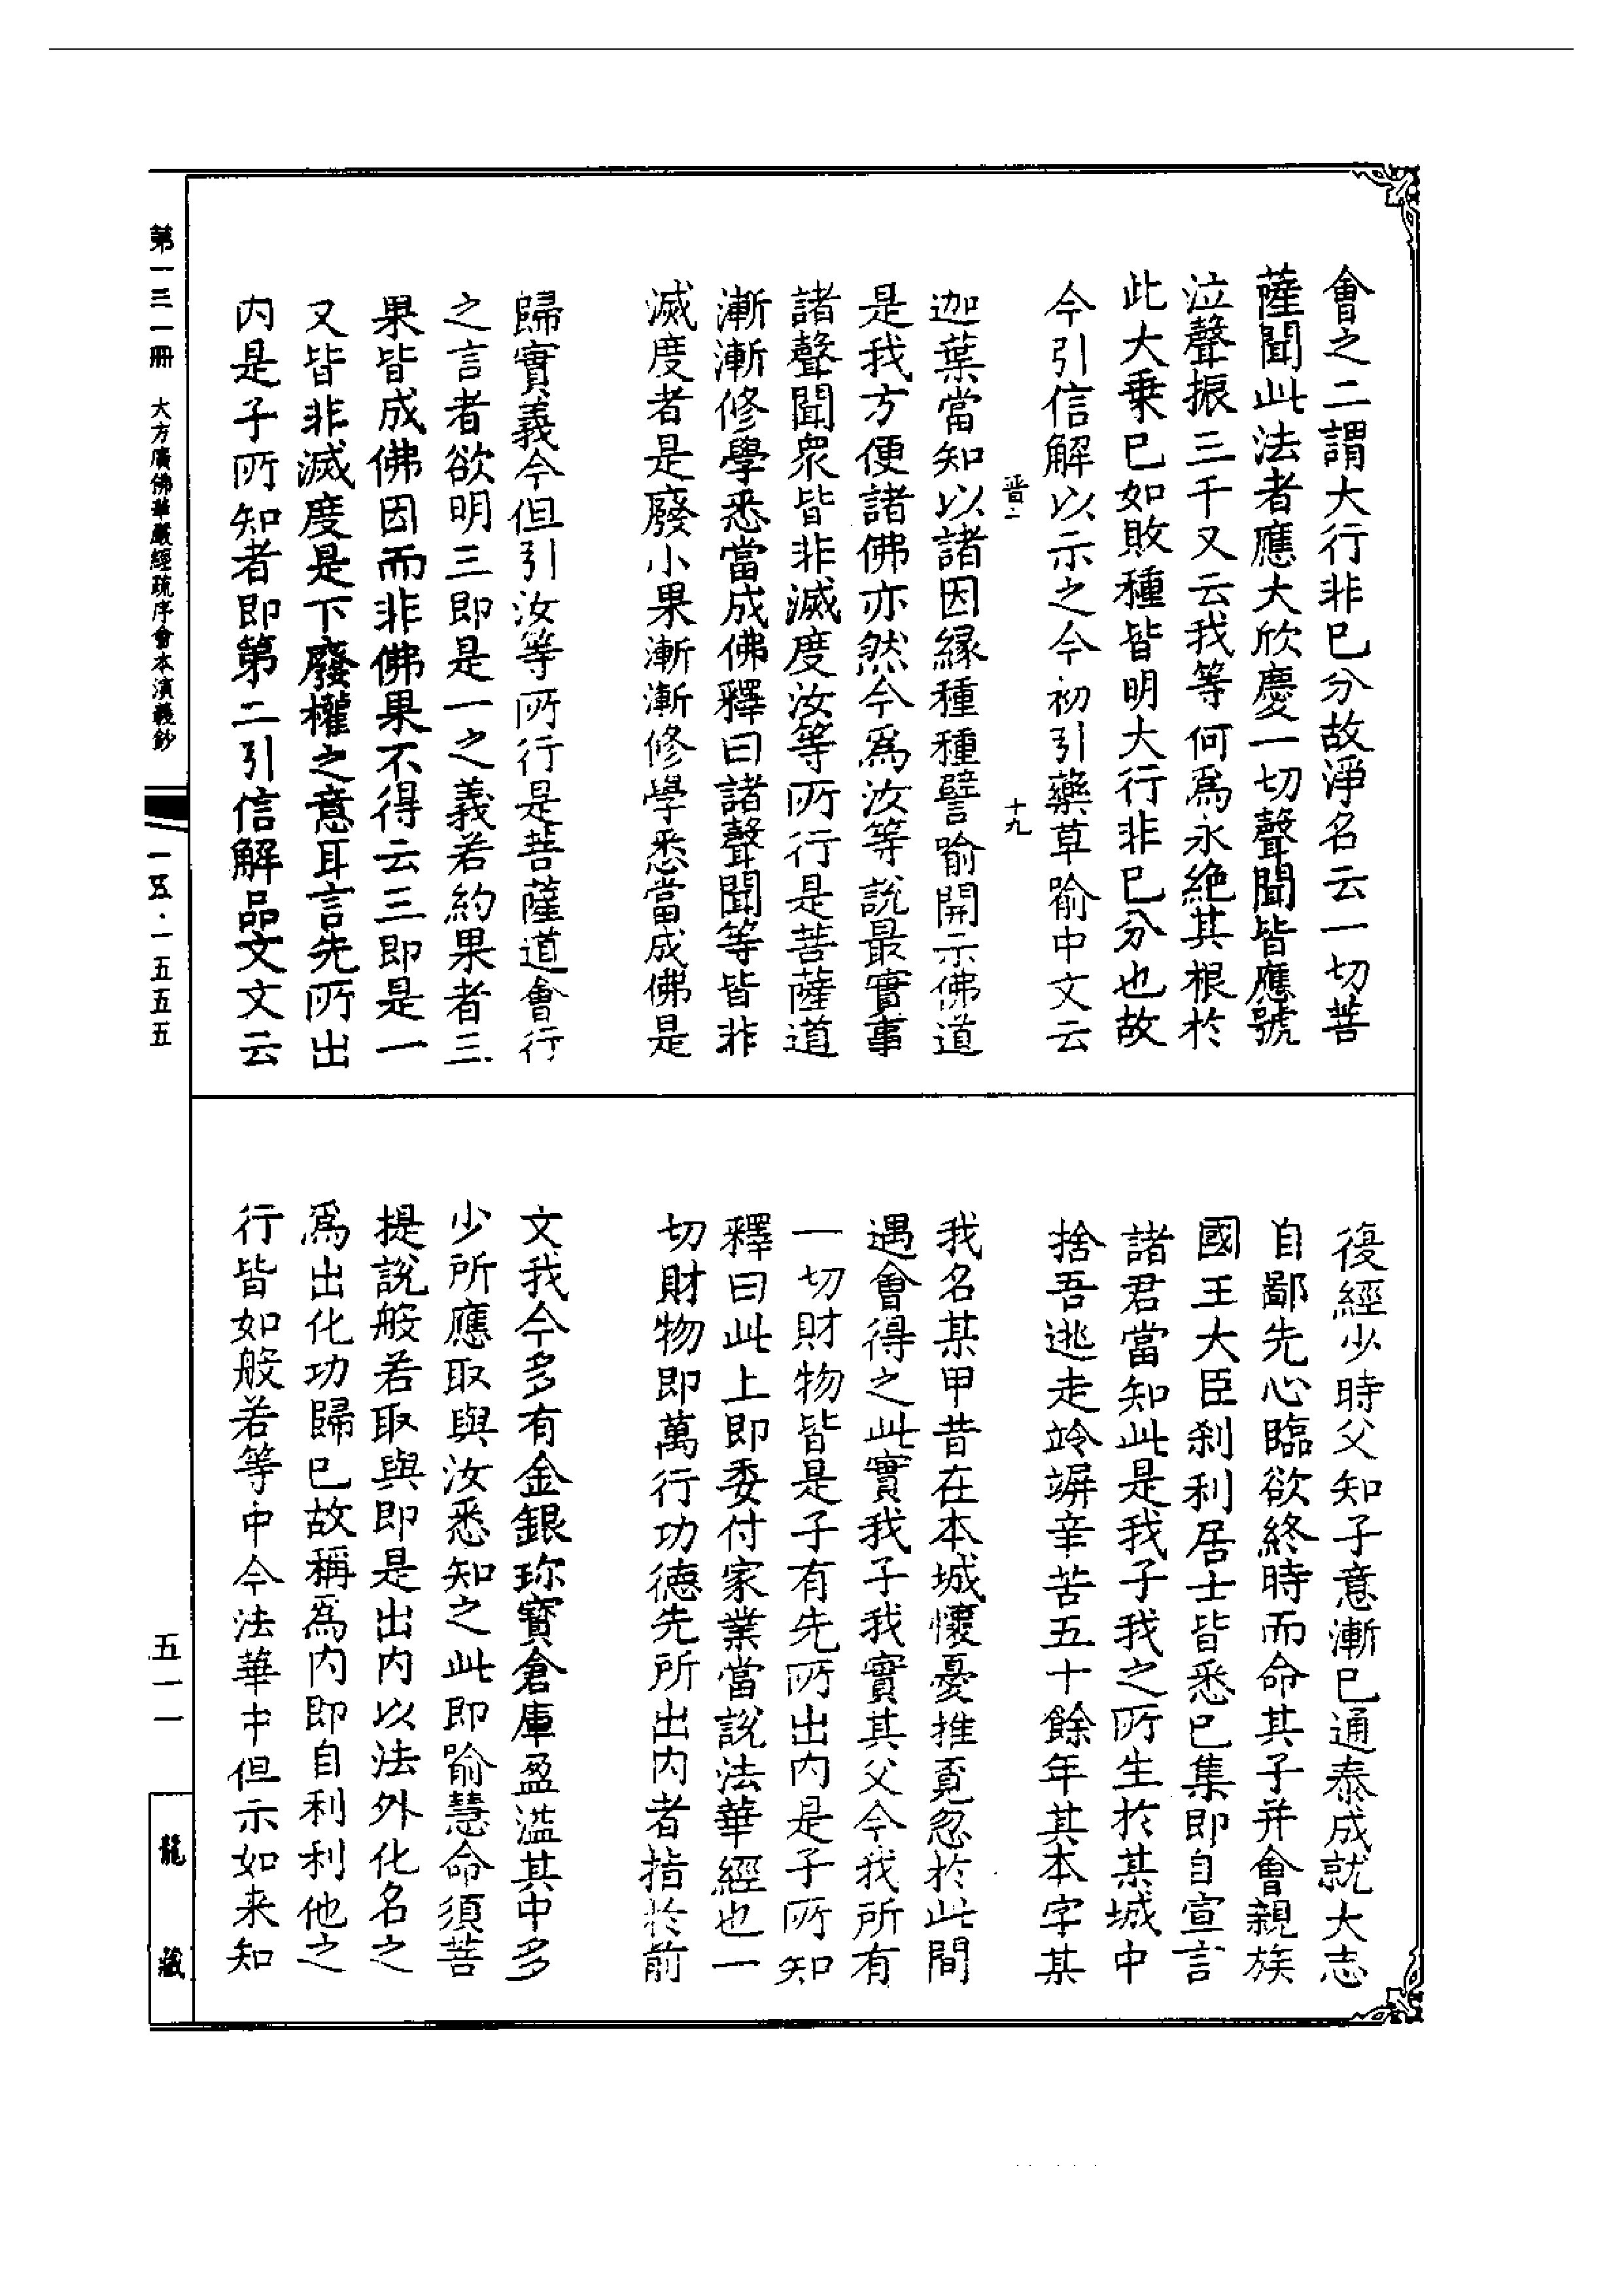 會之二謂大行非已分故淨名云一切菩
薩聞此法者應大欣慶一切聲聞皆應號
泣聲振三千又云我等何爲永絶其根於
此大乗已如敗種皆明大行非已分也故
今引信解以示之今初引藥草喻中文云
晋二 十九
迦葉當知以諸因縁種種譬喻開示佛道
是我方便諸佛亦然今爲汝等說最實事
諸聲聞衆皆非滅度汝等所行是菩薩道
漸漸修學悉當成佛釋曰諸聲聞等皆非
滅度者是廢小果漸漸修學悉當成佛是
歸實義今但引汝等所行是菩薩道會行
之言者欲明三即是一之義若約果者三
果皆成佛因而非佛果不得云三即是一
又皆非滅度是下廢權之意耳言先所出
内是子所知者即第二引信解品文文云
後經少時父知子意漸已通泰成就大志
自鄙先心臨欲終時而命其子并會親族
國王大臣刹利居士皆悉已集即自宣言
諸君當知此是我子我之所生於某城中
捨吾逃走竛竮辛苦五十餘年其本字某
我名某甲昔在本城懷憂推覓忽於此間
遇會得之此實我子我實其父今我所有
一切財物皆是子有先所出内是子所知
釋曰此上即委付家業當說法華經也一
切財物即萬行功徳先所出内者指於前
文我今多有金銀珍寳倉庫盈溢其中多
少所應取與汝悉知之此即喻慧命須菩
提說般若取與即是出内以法外化名之
爲出化功歸已故稱爲内即自利利他之
行皆如般若等中今法華中但示如来知
第一三一冊 大方廣佛華嚴經疏序會本演義鈔
一五·一五五五
五一一
龍藏